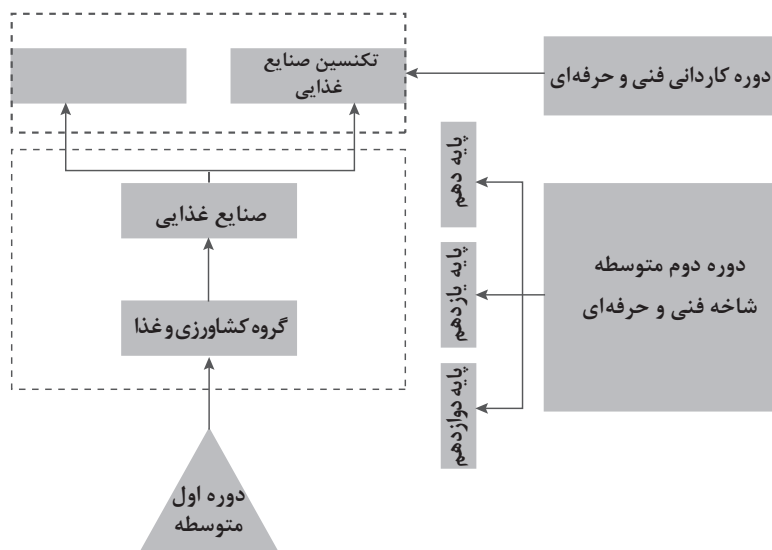 تکنسین صنایع
غذایی
دوره کاردانی فنی و حرفه‌ای
پایه دهم
صنایع غذایی
دوره دوم متوسطه
شاخه فنی و حرفه‌ای
پایه یازدهم
گروه کشاورزی و غذا
پایه دوازدهم
دوره اول
متوسطه